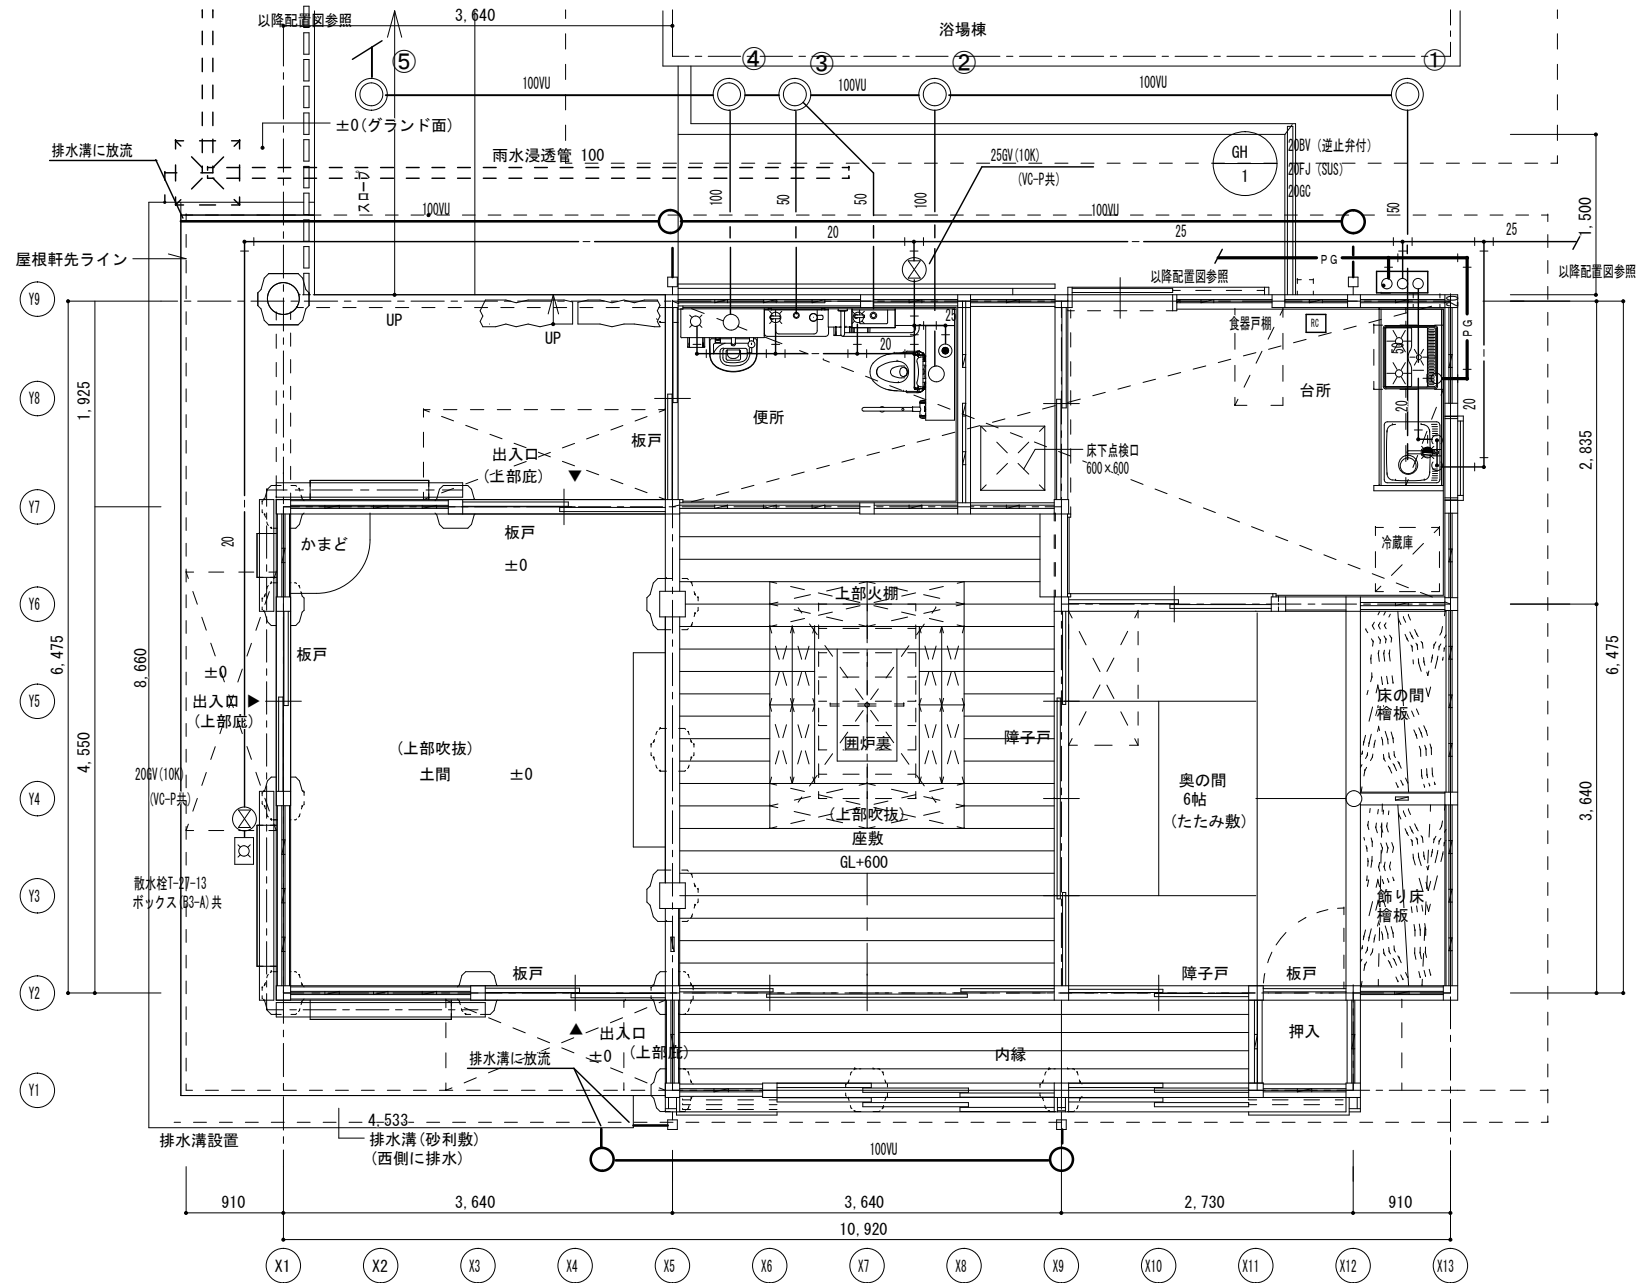 以降配置図参照
3,640
浴場棟
⑤
④
③
②
①
100VU
100VU
100VU
±0(グランド面)
排水溝に放流
雨水浸透管 100
25GV(10K)
(VC-P共)
GH
1
20BV (逆止弁付)
20FJ (SUS)
20GC
スロープ
100VU
100
50
50
100
100VU
50
1,500
20
25
25
屋根軒先ライン
PG
以降配置図参照
以降配置図参照
Y9
UP
UP
25
20
食器戸棚
RC
20
PG
50
台所
1,925
Y8
便所
板戸
出入口
(上部庇)
床下点検口
600×600
20
20
2,835
Y7
板戸
かまど
±0
20
冷蔵庫
Y6
上部火棚
6,475
8,660
板戸
±0
6,475
Y5
出入口
(上部庇)
床の間
檜板
障子戸
囲炉裏
(上部吹抜)
土間
±0
4,550
20GV(10K)
(VC-P共)
奥の間
6帖
(たたみ敷)
Y4
(上部吹抜)
座敷
GL+600
3,640
散水栓T-27-13
ボックス(B3-A)共
Y3
飾り床
檜板
板戸
障子戸
板戸
Y2
出入口
±0
(上部庇)
排水溝に放流
内縁
押入
Y1
4,533
排水溝設置
排水溝(砂利敷)
(西側に排水)
100VU
910
3,640
3,640
2,730
910
10,920
X1
X2
X3
X4
X5
X6
X7
X8
X9
X10
X11
X12
X13